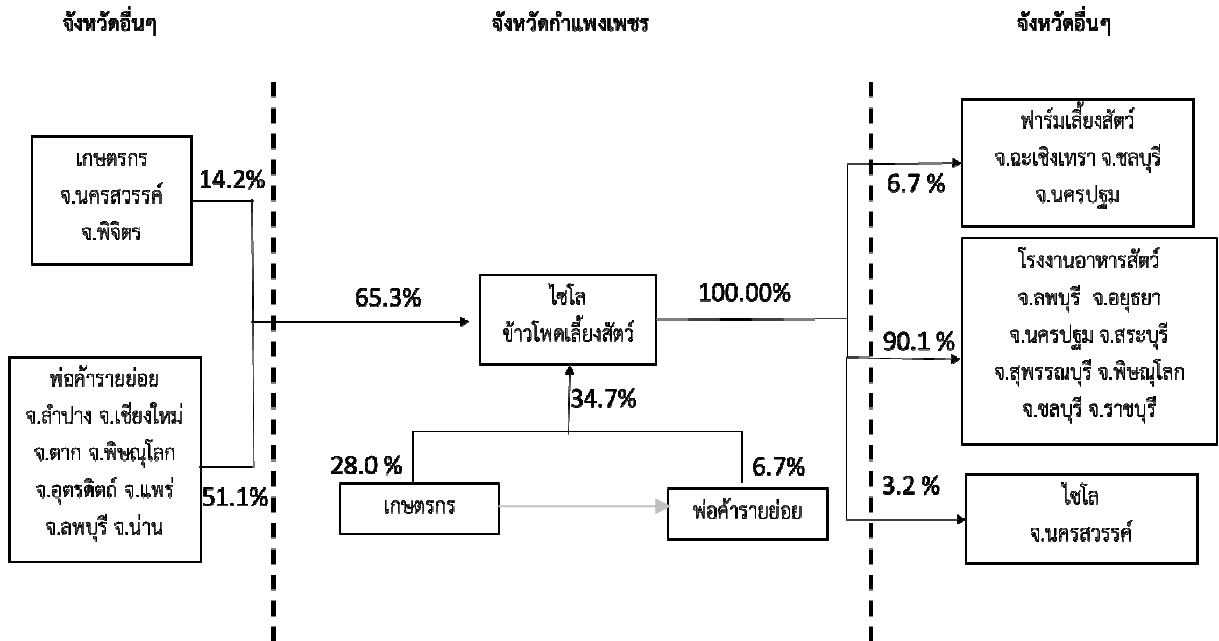 จังหวัดอื่นๆ
จังหวัดกำแพงเพชร
จังหวัดอื่นๆ
เกษตรกร
จ.นครสวรรค์
จ.พิจิตร
14.2%
พ่อค้ารายย่อย
จ.ลำปาง จ.เชียงใหม่
จ.ตาก จ.พิษณุโลก
จ.อุตรดิตถ์ จ.แพร่
จ.ลพบุรี จ.น่าน
51.1%
65.3%
ไซโล
ข้าวโพดเลี้ยงสัตว์
100.00%
34.7%
28.0 %
6.7%
เกษตรกร
พ่อค้ารายย่อย
ฟาร์มเลี้ยงสัตว์
จ.ฉะเชิงเทรา จ.ชลบุรี
จ.นครปฐม
6.7 %
โรงงานอาหารสัตว์
จ.ลพบุรี จ.อยุธยา
จ.นครปฐม จ.สระบุรี
จ.สุพรรณบุรี จ.พิษณุโลก
จ.ชลบุรี จ.ราชบุรี
90.1 %
3.2 %
ไซโล
จ.นครสวรรค์